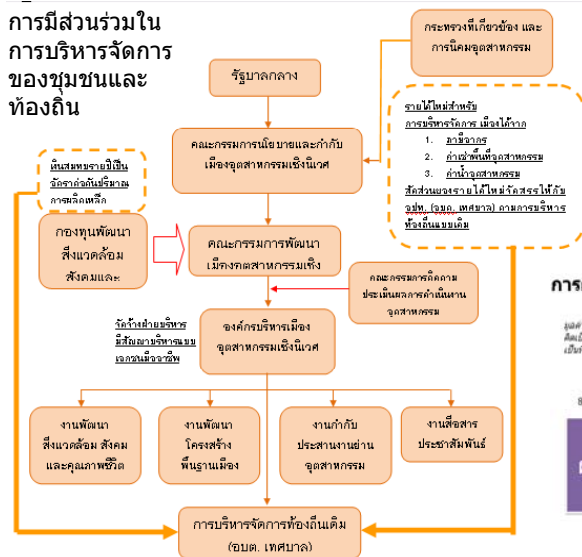 การมีส่วนร่วมใน
การบริหารจัดการ
ของชุมชนและ
ท้องถิ่น
กระทรวงที่เกี่ยวข้อง และ
การนิคมอุตสาหกรรม
รัฐบาลกลาง
คณะกรรมการนโยบายและกำกับ
เมืองอุตสาหกรรมเชิงนิเวศ
รายได้ใหม่สำหรับ
การบริหารจัดการ เมืองได้จาก
1. ภาษีอากร
2. ค่าเช่าพื้นที่อุตสาหกรรม
3. ค่าน้ำอุตสาหกรรม
สัดส่วนของรายได้ใหม่จัดสรรให้กับ
อปท. (อบต. เทศบาล) ตามการบริหาร
ท้องถิ่นแบบเดิม
เงินสมทบรายปีเป็น
อัตราต่อตันปริมาณ
การผลิตเหล็ก
กองทุนพัฒนา
สิ่งแวดล้อม
สังคมและ
คณะกรรมการพัฒนา
เมืองอุตสาหกรรมเชิง
คณะกรรมการติดตาม
ประเมินผลการดำเนินงาน
อุตสาหกรรม
จัดจ้างฝ่ายบริหาร
มีสัญญาบริหารแบบ
เอกชนมืออาชีพ
องค์กรบริหารเมือง
อุตสาหกรรมเชิงนิเวศ
งานพัฒนา
สิ่งแวดล้อม สังคม
และคุณภาพชีวิต
งานพัฒนา
โครงสร้าง
พื้นฐานเมือง
งานกำกับ
ประสานงานย่าน
อุตสาหกรรม
งานสื่อสาร
ประชาสัมพันธ์
การบริหารจัดการท้องถิ่นเดิม
(อบต. เทศบาล)